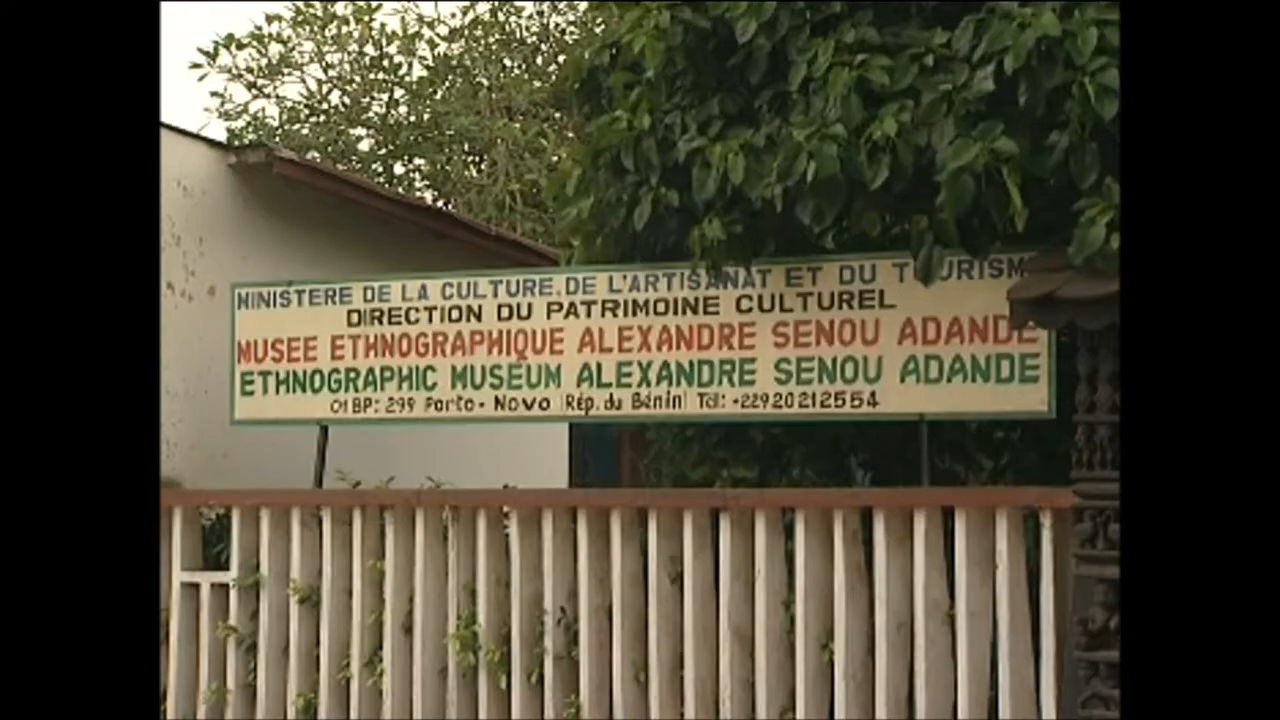 MINISTERE DE LA CULTURE, DE L'ARTISANAT ET DU TOURISM
DIRECTION DU PATRIMOINE CULTUREL
MUSEE ETHNOGRAPHIQUE ALEXANDRE SENOU ADANDE
ETHNOGRAPHIC MUSEUM ALEXANDRE SENOU ADANDE
01 BP: 299 Porto-Novo (Rép. du Bénin) Tél: +22920212554